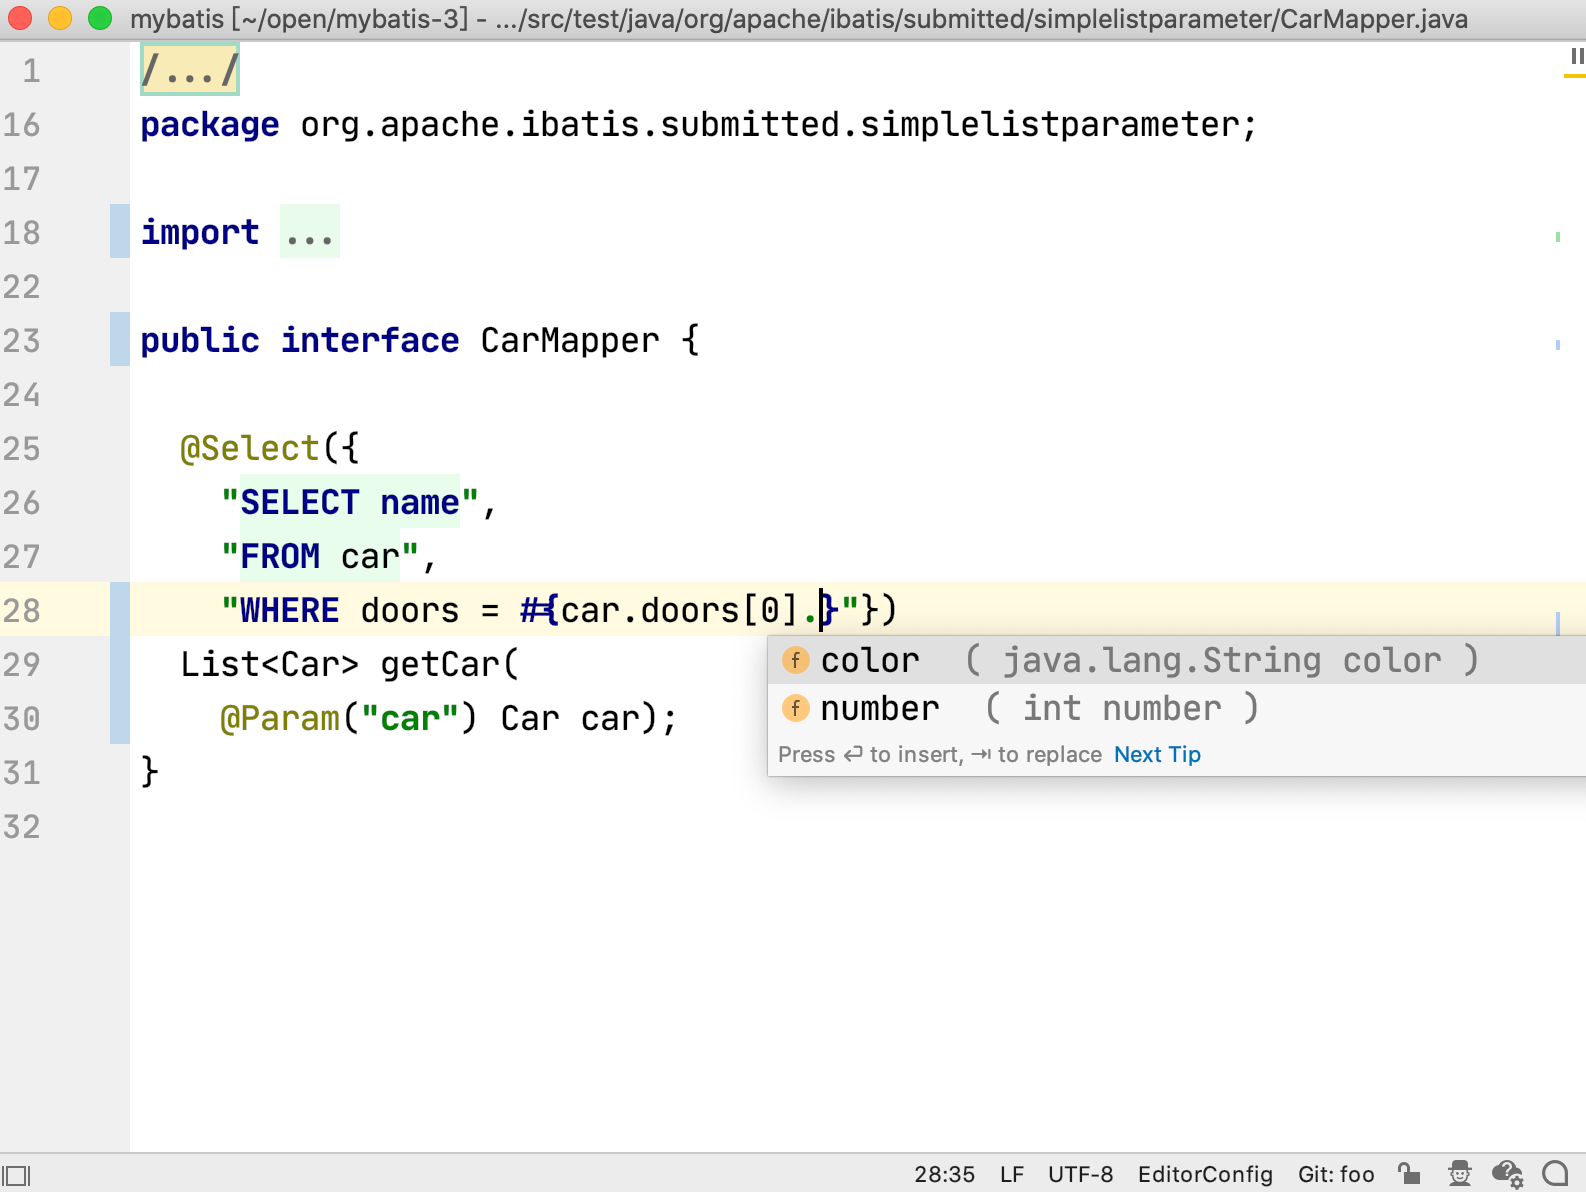 mybatis [~/open/mybatis-3] - .../src/test/java/org/apache/ibatis/submitted/simplelistparameter/CarMapper.java
1 /.../
16 package org.apache.ibatis.submitted.simplelistparameter;
17
18 import ...
22
23 public interface CarMapper {
24
25 @Select({
26 "SELECT name",
27 "FROM car",
28 "WHERE doors = #{car.doors[0].}"})
29 List<Car> getCar(
f color ( java.lang.String color )
30 @Param("car") Car car);
f number ( int number )
Press ↩ to insert, ⇥ to replace Next Tip
31 }
32
28:35 LF UTF-8 EditorConfig Git: foo